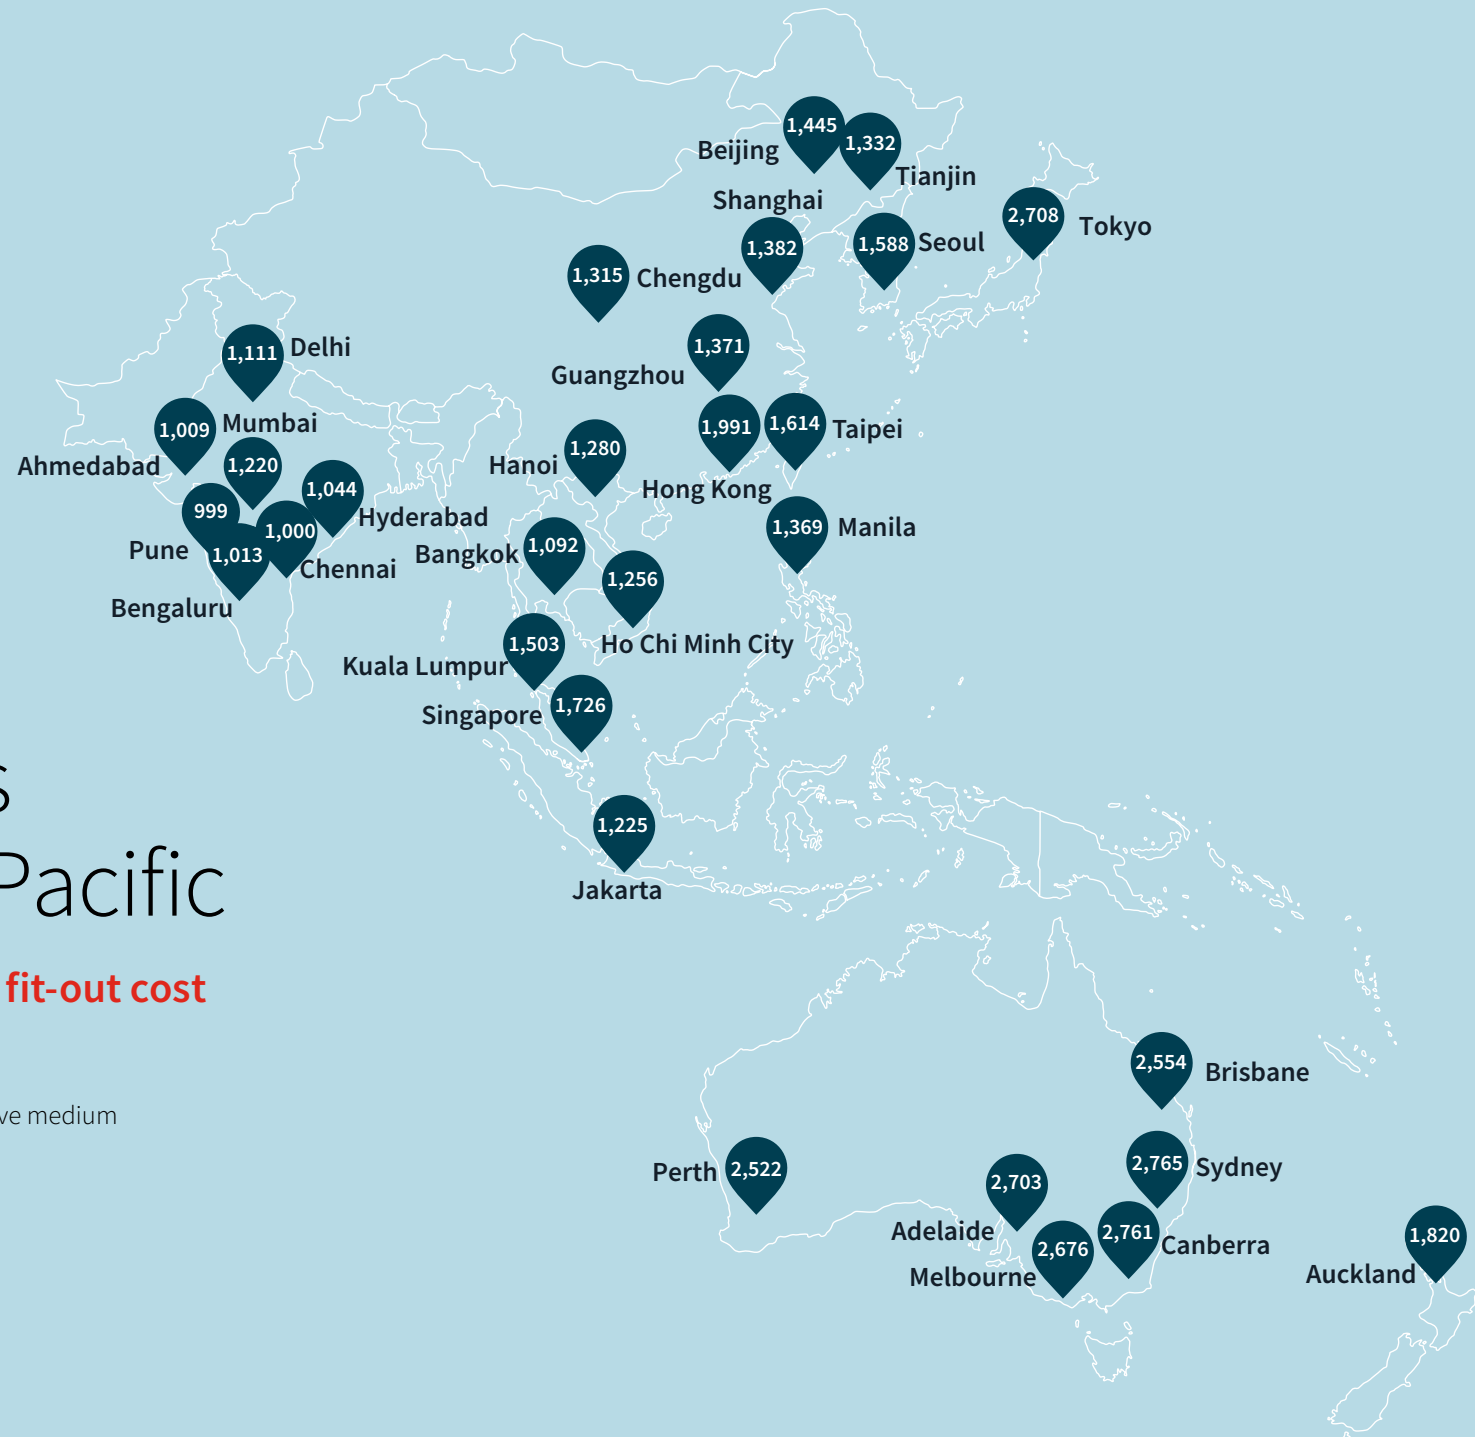 1,445
Beijing
1,332
Tianjin
Shanghai
1,382
1,588
Seoul
2,708
Tokyo
1,315
Chengdu
1,371
Guangzhou
1,111
Delhi
1,009
Ahmedabad
Mumbai
1,220
1,044
Hyderabad
999
Pune
1,000
Chennai
1,013
Bengaluru
1,280
Hanoi
1,991
Hong Kong
1,614
Taipei
1,369
Manila
1,092
Bangkok
1,256
Ho Chi Minh City
1,503
Kuala Lumpur
1,726
Singapore
1,225
Jakarta
s
Pacific
fit-out cost
ve medium
2,554
Brisbane
Perth
2,522
2,765
Sydney
2,703
Adelaide
2,761
Canberra
2,676
Melbourne
1,820
Auckland